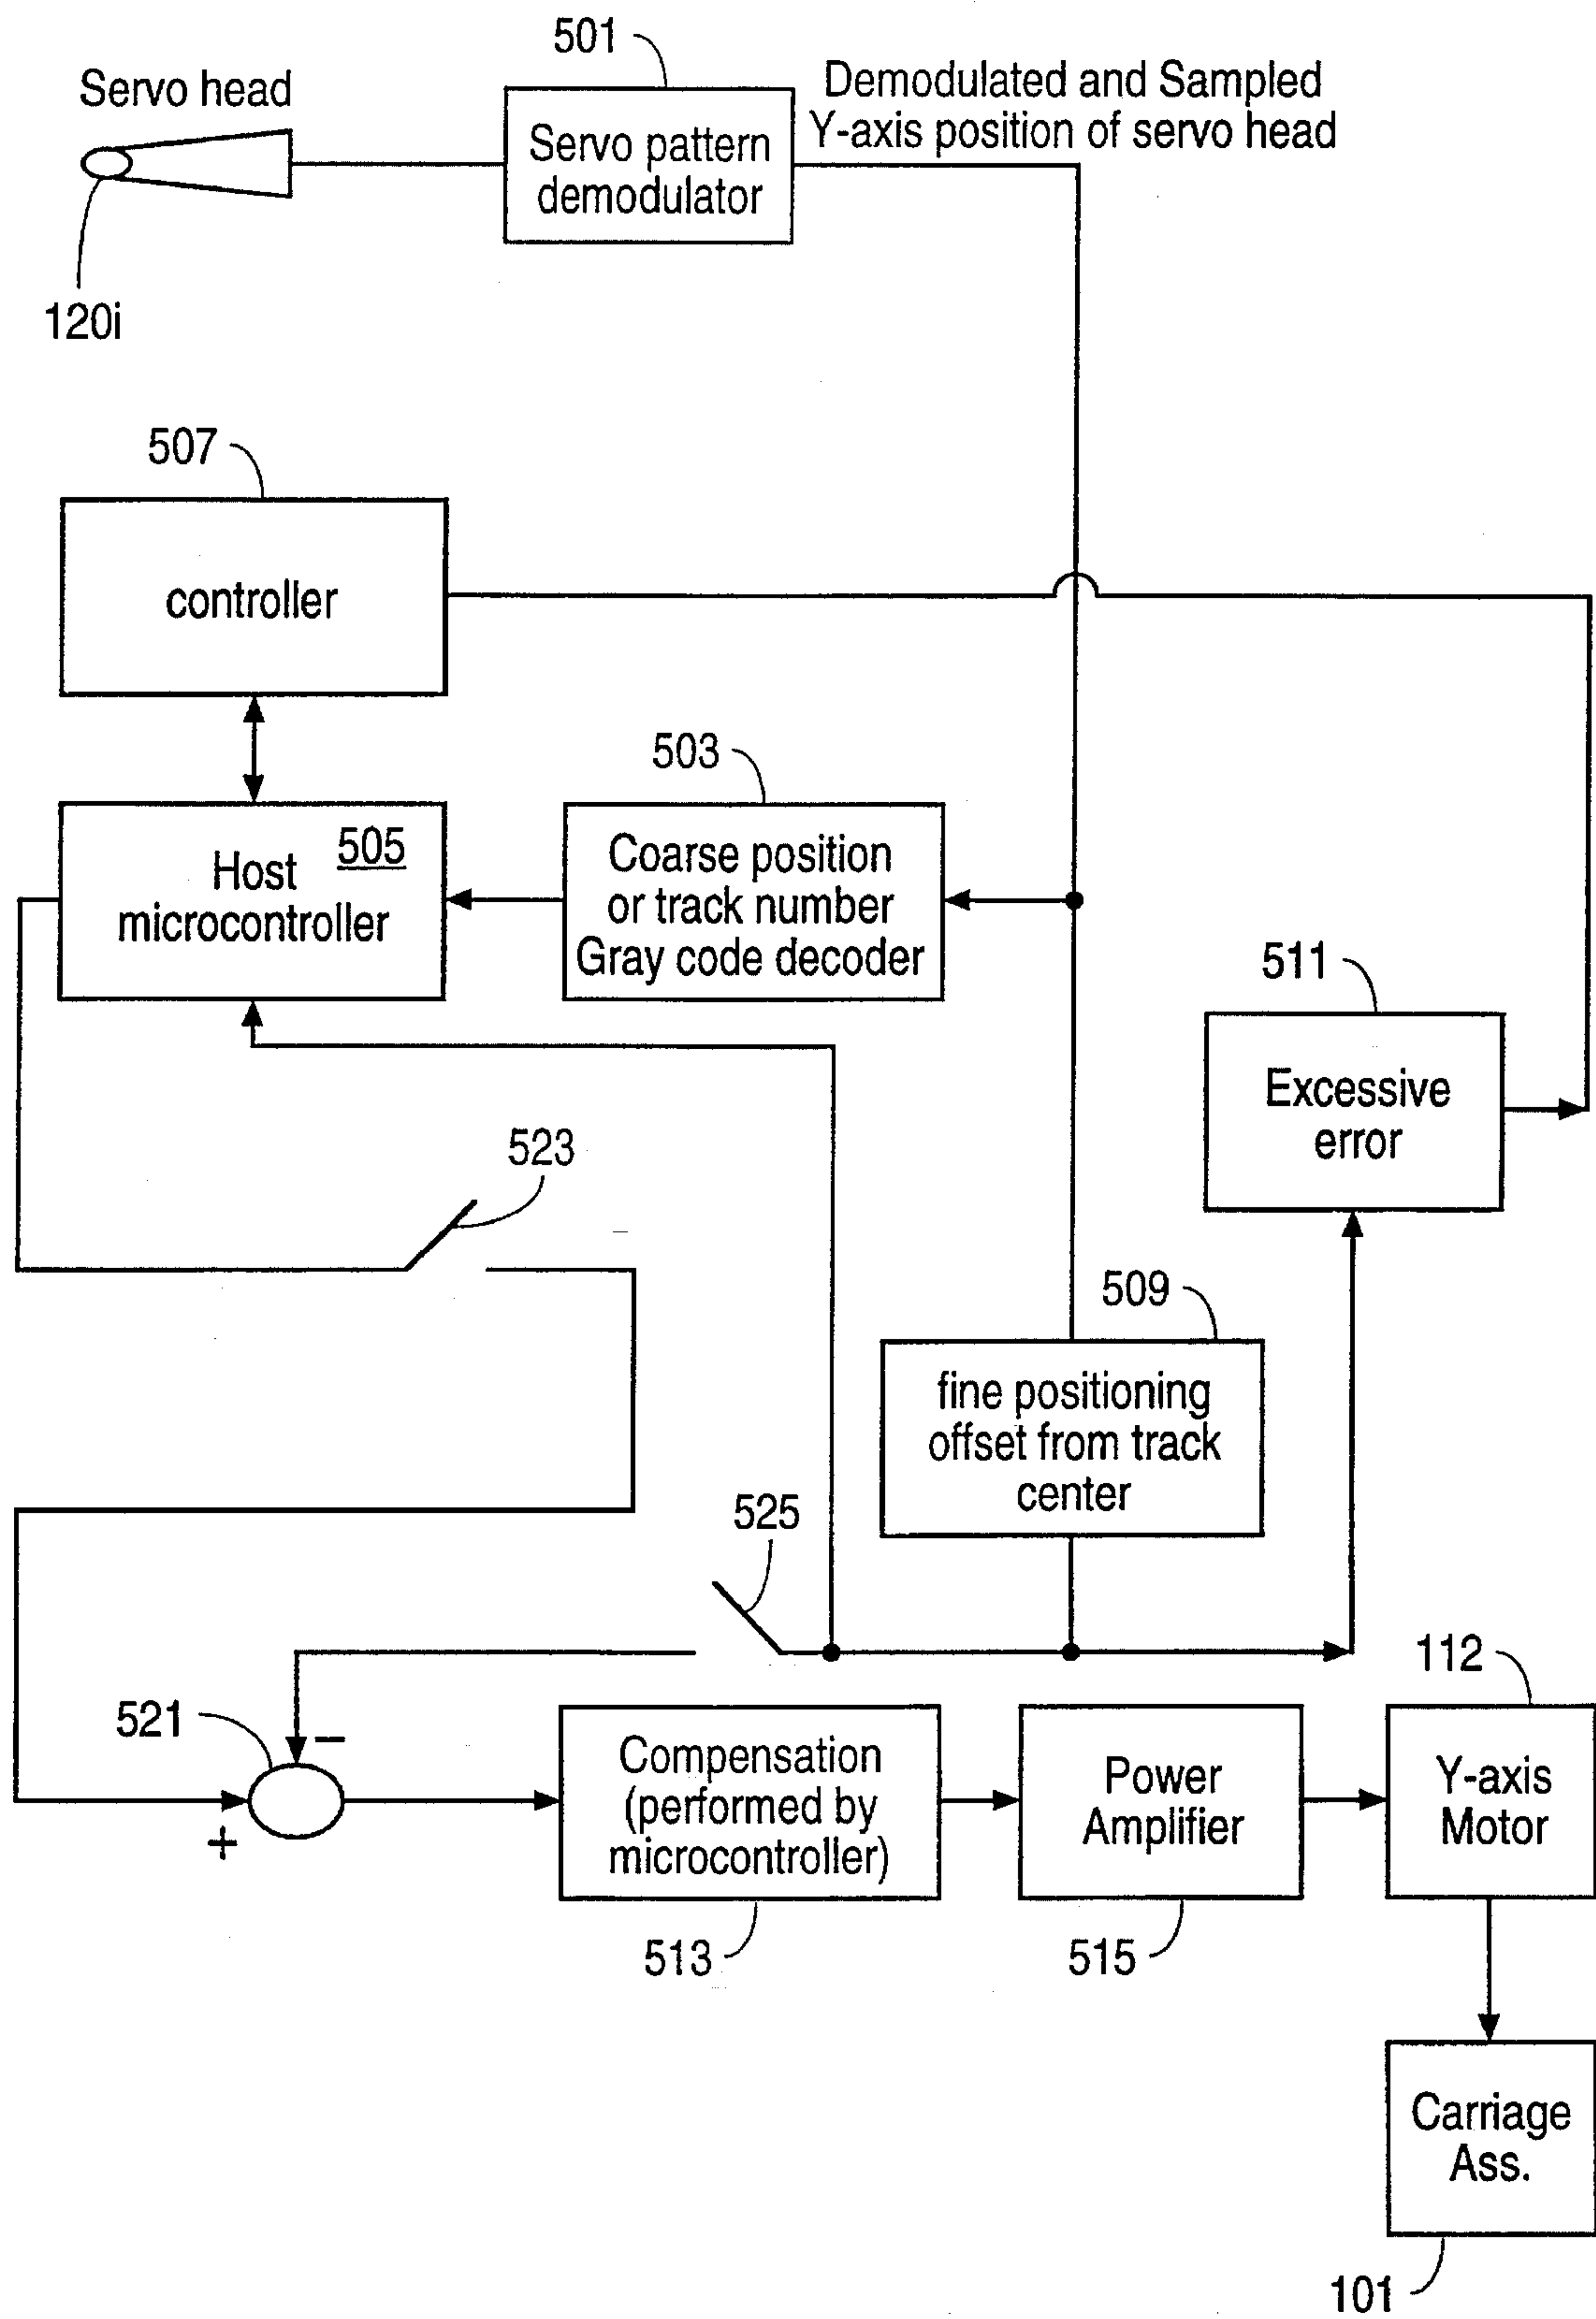 501
Servo head
Demodulated and Sampled
Y-axis position of servo head
Servo pattern
demodulator
120i
507
controller
503
505
Host
microcontroller
Coarse position
or track number
Gray code decoder
511
Excessive
error
523
509
fine positioning
offset from track
center
525
112
521
−
+
Compensation
(performed by
microcontroller)
Power
Amplifier
Y-axis
Motor
513
515
Carriage
Ass.
101